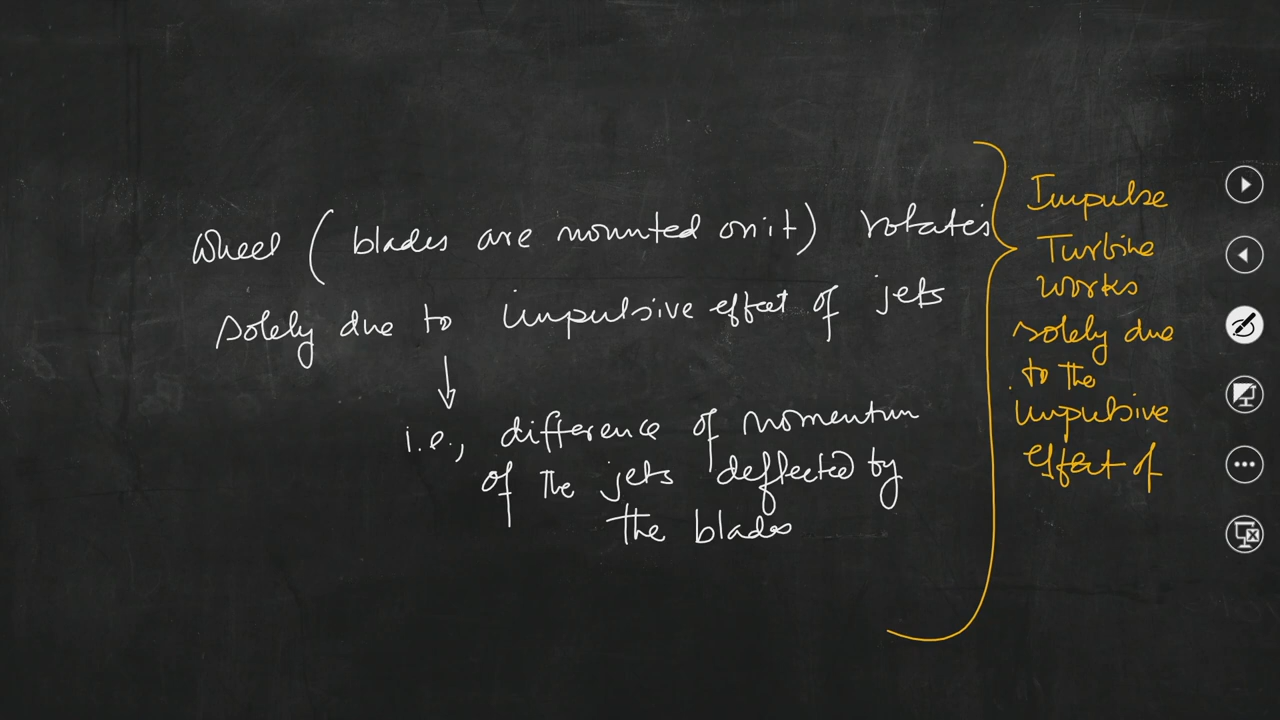 Wheel ( blades are mounted on it ) rotates
solely due to impulsive effect of jets
i.e., difference of momentum
of the jets deflected by
the blades
Impulse
Turbine
works
solely due
to the
impulsive
effect of